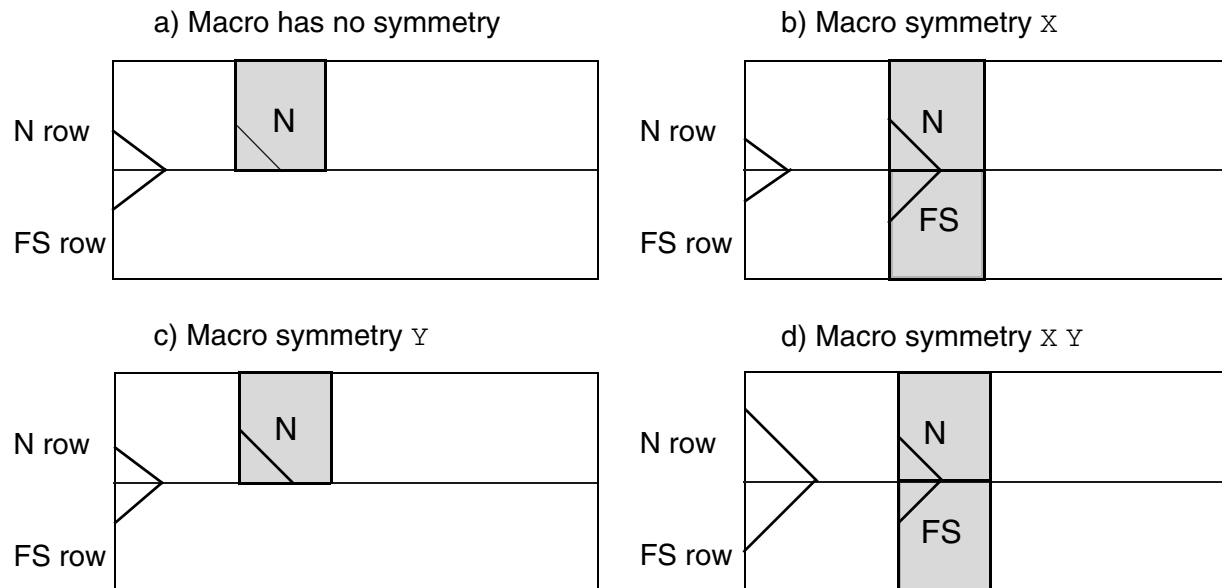 a) Macro has no symmetry
N row
N
FS row
b) Macro symmetry X
N row
N
FS row
FS
c) Macro symmetry Y
N row
N
FS row
d) Macro symmetry X Y
N row
N
FS row
FS